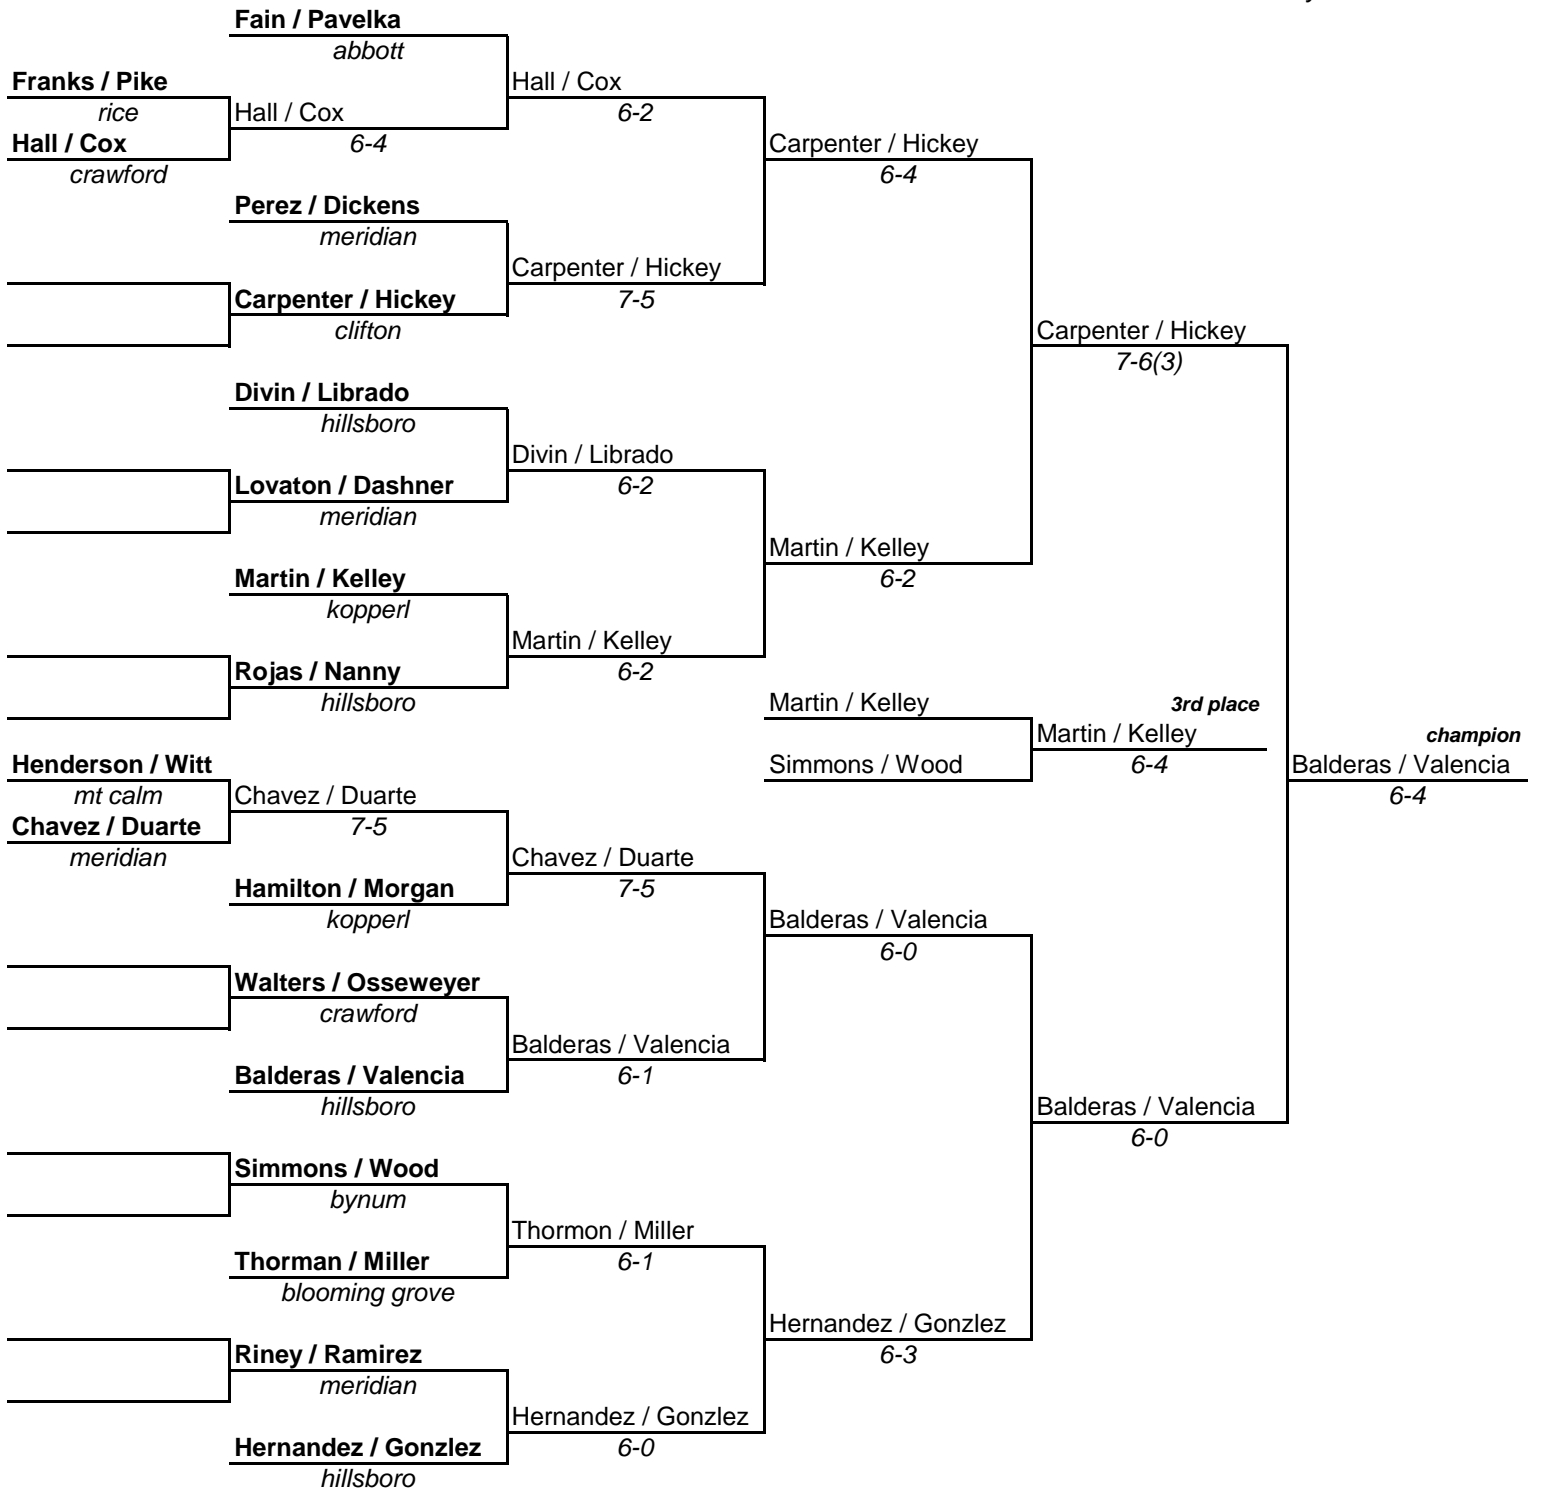 Fain / Pavelka
abbott
Franks / Pike
Hall / Cox
rice
Hall / Cox
6-2
Hall / Cox
6-4
Carpenter / Hickey
crawford
6-4
Perez / Dickens
meridian
Carpenter / Hickey
Carpenter / Hickey
7-5
clifton
Carpenter / Hickey
7-6(3)
Divin / Librado
hillsboro
Divin / Librado
Lovaton / Dashner
6-2
meridian
Martin / Kelley
Martin / Kelley
6-2
kopperl
Martin / Kelley
Rojas / Nanny
6-2
hillsboro
Martin / Kelley
3rd place
Martin / Kelley
champion
Henderson / Witt
Simmons / Wood
6-4
Balderas / Valencia
mt calm
Chavez / Duarte
6-4
Chavez / Duarte
7-5
meridian
Chavez / Duarte
Hamilton / Morgan
7-5
kopperl
Balderas / Valencia
6-0
Walters / Osseweyer
crawford
Balderas / Valencia
Balderas / Valencia
6-1
hillsboro
Balderas / Valencia
6-0
Simmons / Wood
bynum
Thormon / Miller
Thorman / Miller
6-1
blooming grove
Hernandez / Gonzlez
Riney / Ramirez
6-3
meridian
Hernandez / Gonzlez
Hernandez / Gonzlez
6-0
hillsboro